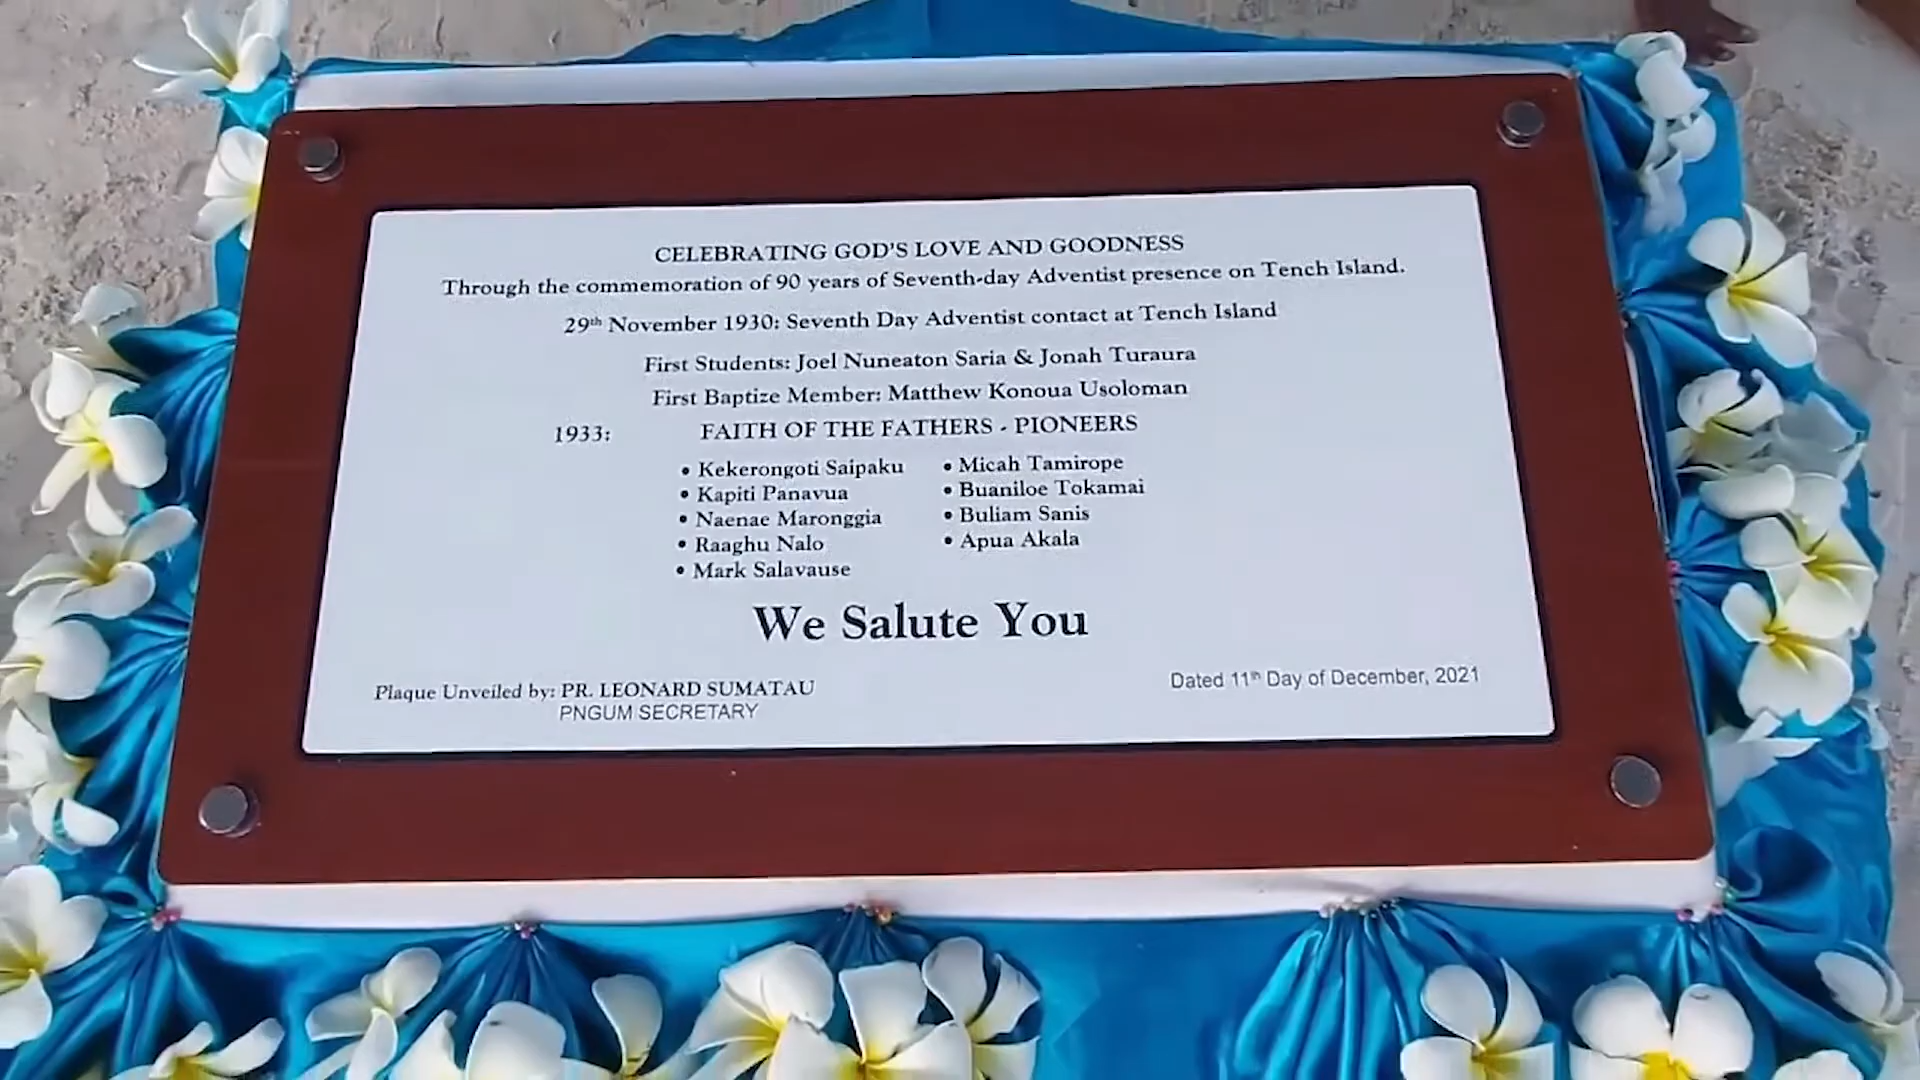 CELEBRATING GOD'S LOVE AND GOODNESS
Through the commemoration of 90 years of Seventh-day Adventist presence on Tench Island.
29th November 1930: Seventh Day Adventist contact at Tench Island
First Students: Joel Nuneaton Saria & Jonah Turaura
First Baptize Member: Matthew Konoua Usoloman
1933: FAITH OF THE FATHERS - PIONEERS
• Kekerongoti Saipaku
• Kapiti Panavua
• Naenae Maronggia
• Raaghu Nalo
• Mark Salavause
• Micah Tamirope
• Buaniloe Tokamai
• Buliam Sanis
• Apua Akala
We Salute You
Plaque Unveiled by: PR. LEONARD SUMATAU
PNGUM SECRETARY
Dated 11th Day of December, 2021